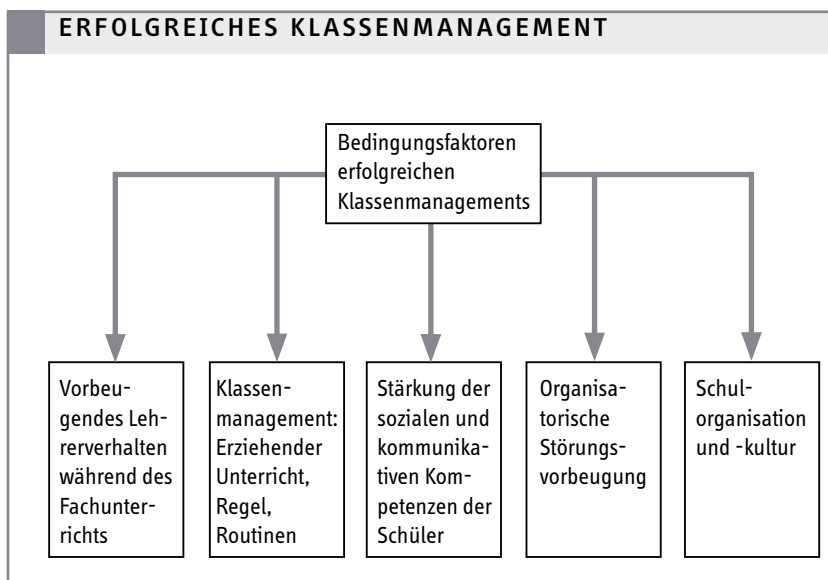 ERFOLGREICHES KLASSENMANAGEMENT
Bedingungsfaktoren
erfolgreichen
Klassenmanagements
Vorbeu-
gendes Leh-
rerverhalten
während des
Fachunter-
richts
Klassen-
management:
Erziehender
Unterricht,
Regel,
Routinen
Stärkung der
sozialen und
kommunika-
tiven Kom-
petenzen der
Schüler
Organisa-
torische
Störungs-
vorbeugung
Schul-
organisation
und -kultur